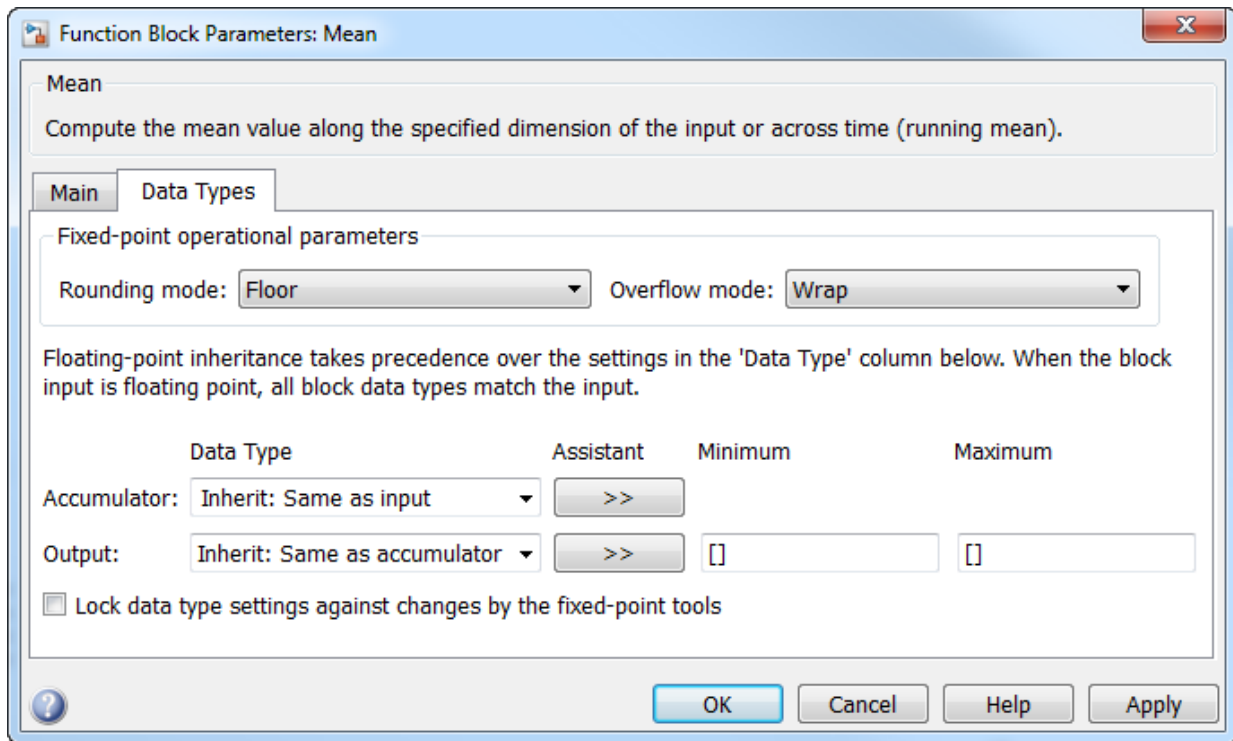 Function Block Parameters: Mean
X
Mean
Compute the mean value along the specified dimension of the input or across time (running mean).
Main Data Types
Fixed-point operational parameters
Rounding mode: Floor Overflow mode: Wrap
Floating-point inheritance takes precedence over the settings in the 'Data Type' column below. When the block
input is floating point, all block data types match the input.
Data Type Assistant Minimum Maximum
Accumulator: Inherit: Same as input >>
Output: Inherit: Same as accumulator >> [] []
Lock data type settings against changes by the fixed-point tools
? OK Cancel Help Apply